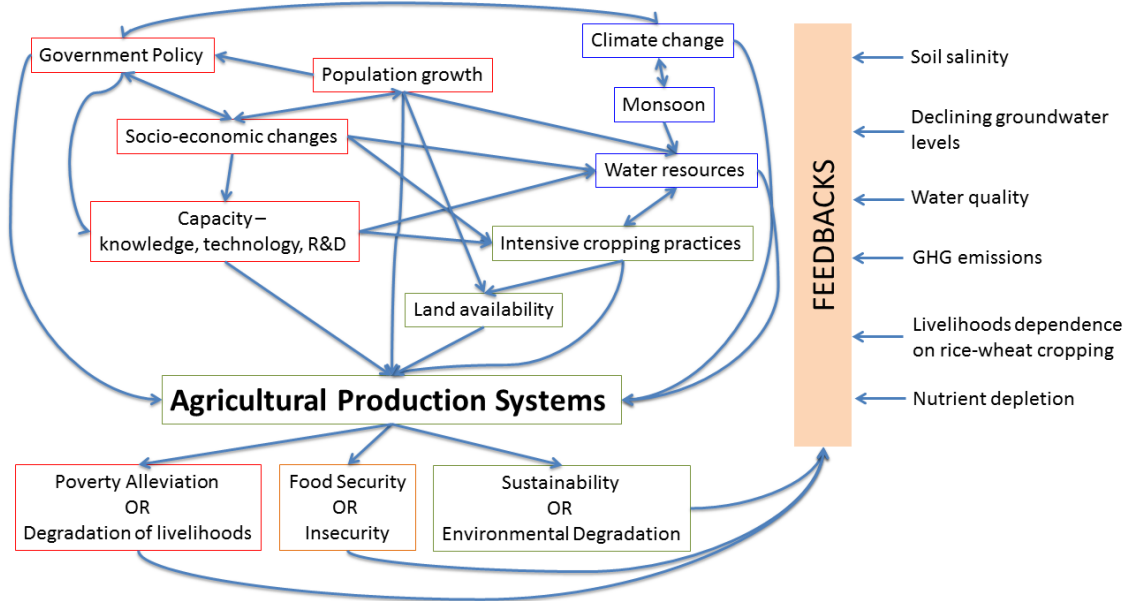 Government Policy
Climate change
Population growth
Monsoon
Socio-economic changes
Water resources
Capacity –
knowledge, technology, R&D
Intensive cropping practices
Land availability
Agricultural Production Systems
Poverty Alleviation
OR
Degradation of livelihoods
Food Security
OR
Insecurity
Sustainability
OR
Environmental Degradation
FEEDBACKS
Soil salinity
Declining groundwater
levels
Water quality
GHG emissions
Livelihoods dependence
on rice-wheat cropping
Nutrient depletion